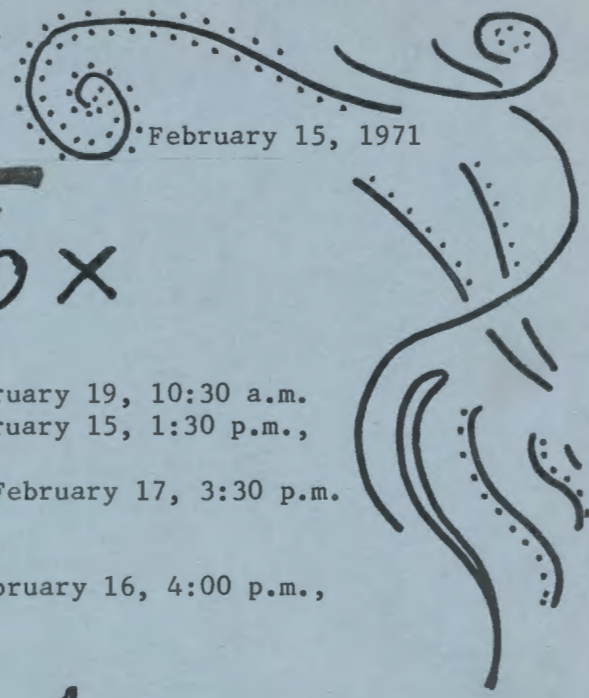 February 15, 1971
x
ruary 19, 10:30 a.m.
ruary 15, 1:30 p.m.,
February 17, 3:30 p.m.
bruary 16, 4:00 p.m.,